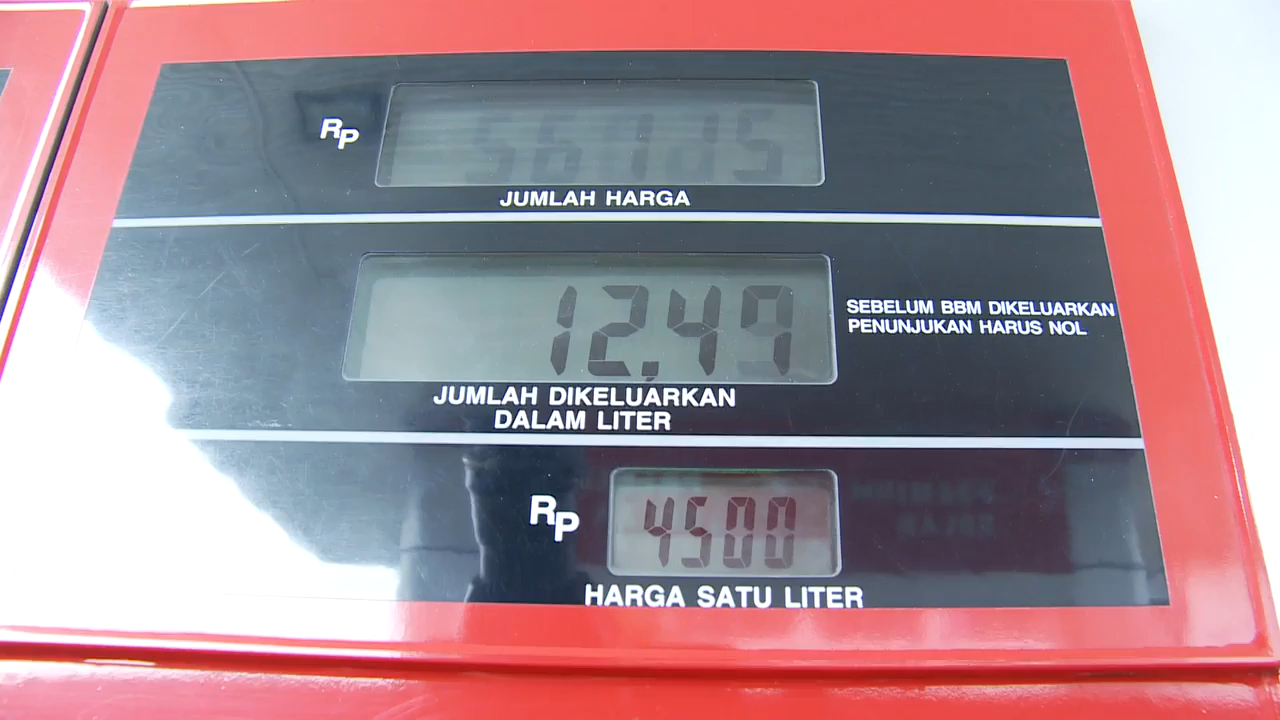 RP
JUMLAH HARGA
12.49
SEBELUM BBM DIKELUARKAN
PENUNJUKAN HARUS NOL
JUMLAH DIKELUARKAN
DALAM LITER
RP 4500
HARGA SATU LITER